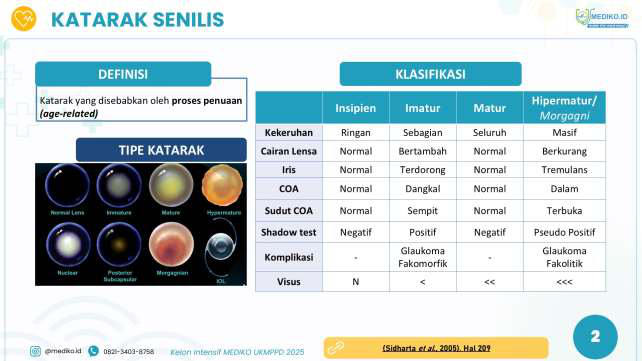 KATARAK SENILIS
MEDIKO.ID
DEFINISI
Katarak yang disebabkan oleh proses penuaan
(age-related)
TIPE KATARAK
Normal Lens
Immature
Mature
Hypermature
Nuclear
Posterior
Subcapsular
Morgagnian
IOL
KLASIFIKASI
Insipien Imatur Matur Hipermatur/
Morgagni
Kekeruhan Ringan Sebagian Seluruh Masif
Cairan Lensa Normal Bertambah Normal Berkurang
Iris Normal Terdorong Normal Tremulans
COA Normal Dangkal Normal Dalam
Sudut COA Normal Sempit Normal Terbuka
Shadow test Negatif Positif Negatif Pseudo Positif
Komplikasi - Glaukoma
Fakomorfik - Glaukoma
Fakolitik
Visus N < << <<<
@mediko.id 0821-3403-8758 Kelan Intensif MEDIKO UKMPPD 2025
(Sidharta et al., 2005). Hal 209
2